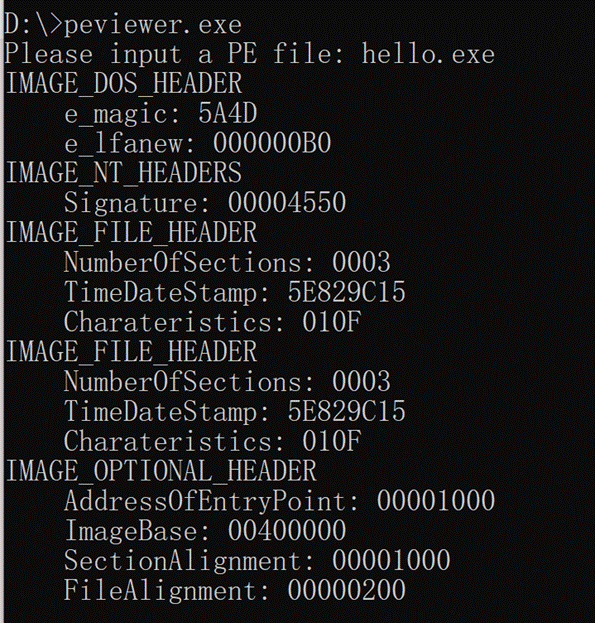 D:\>peviewer.exe
Please input a PE file: hello.exe
IMAGE_DOS_HEADER
    e_magic: 5A4D
    e_lfanew: 000000B0
IMAGE_NT_HEADERS
    Signature: 00004550
IMAGE_FILE_HEADER
    NumberOfSections: 0003
    TimeDateStamp: 5E829C15
    Charateristics: 010F
IMAGE_FILE_HEADER
    NumberOfSections: 0003
    TimeDateStamp: 5E829C15
    Charateristics: 010F
IMAGE_OPTIONAL_HEADER
    AddressOfEntryPoint: 00001000
    ImageBase: 00400000
    SectionAlignment: 00001000
    FileAlignment: 00000200